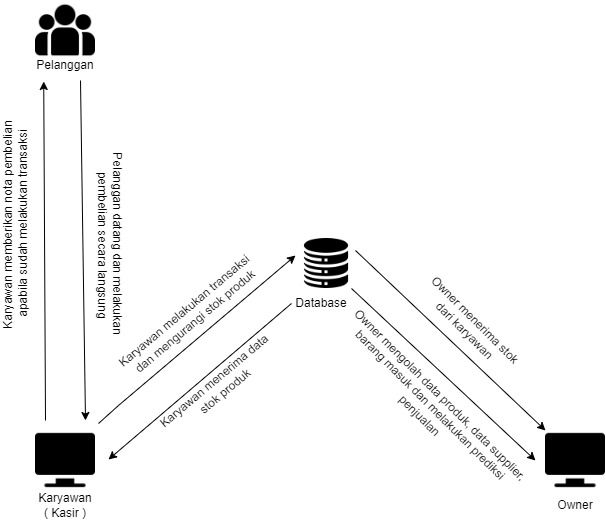 Pelanggan
Karyawan memberikan nota pembelian
apabila sudah melakukan transaksi
Pelanggan datang dan melakukan
pembelian secara langsung
Karyawan melakukan transaksi
dan mengurangi stok produk
Database
Karyawan menerima data
stok produk
Owner menerima stok
dari karyawan
Owner mengolah data produk, data supplier,
barang masuk dan melakukan prediksi
penjualan
Karyawan
( Kasir )
Owner